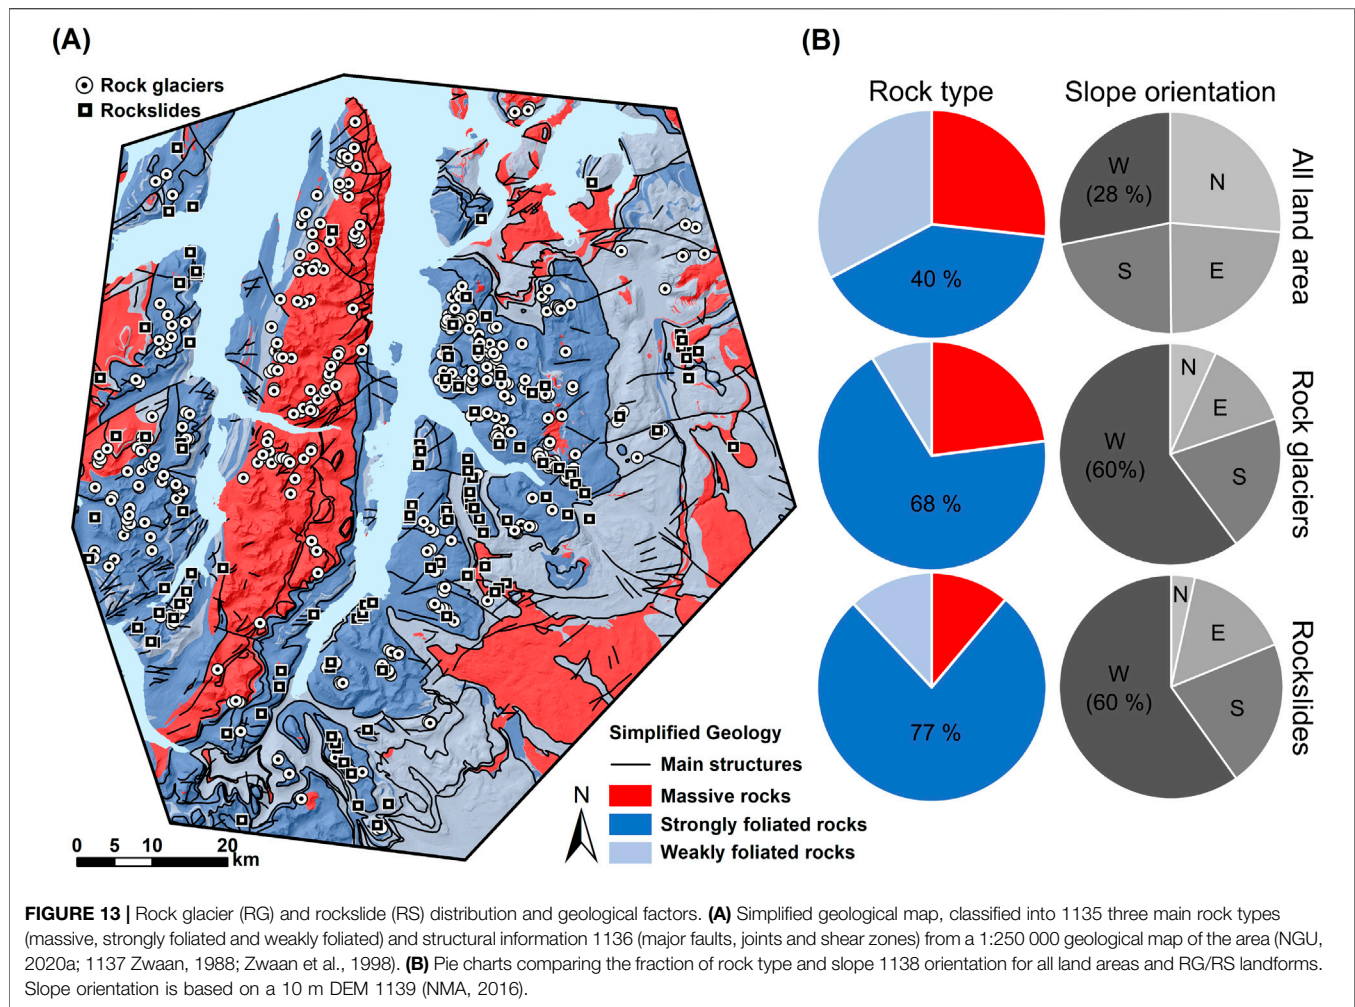 (A)
Rock glaciers
Rockslides
Simplified Geology
Main structures
N
Massive rocks
Strongly foliated rocks
Weakly foliated rocks
0 5 10 20
km
(B)
Rock type
Slope orientation
40 %
W
(28 %)
N
S
E
All land area
68 %
N
E
W
(60%)
S
Rock glaciers
77 %
N
E
W
(60 %)
S
Rockslides
FIGURE 13 | Rock glacier (RG) and rockslide (RS) distribution and geological factors. (A) Simplified geological map, classified into 1135 three main rock types
(massive, strongly foliated and weakly foliated) and structural information 1136 (major faults, joints and shear zones) from a 1:250 000 geological map of the area (NGU,
2020a; 1137 Zwaan, 1988; Zwaan et al., 1998). (B) Pie charts comparing the fraction of rock type and slope 1138 orientation for all land areas and RG/RS landforms.
Slope orientation is based on a 10 m DEM 1139 (NMA, 2016).